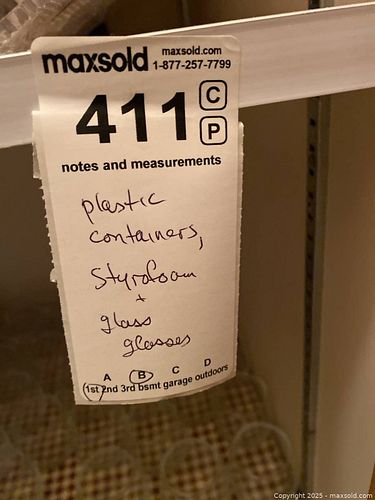 maxsold maxsold.com
1-877-257-7799
411 C
P
notes and measurements
plastic
containers,
Styrofoam
+
glass
glasses
A B C D
1st 2nd 3rd bsmt garage outdoors
Copyright 2025 - maxsold.com